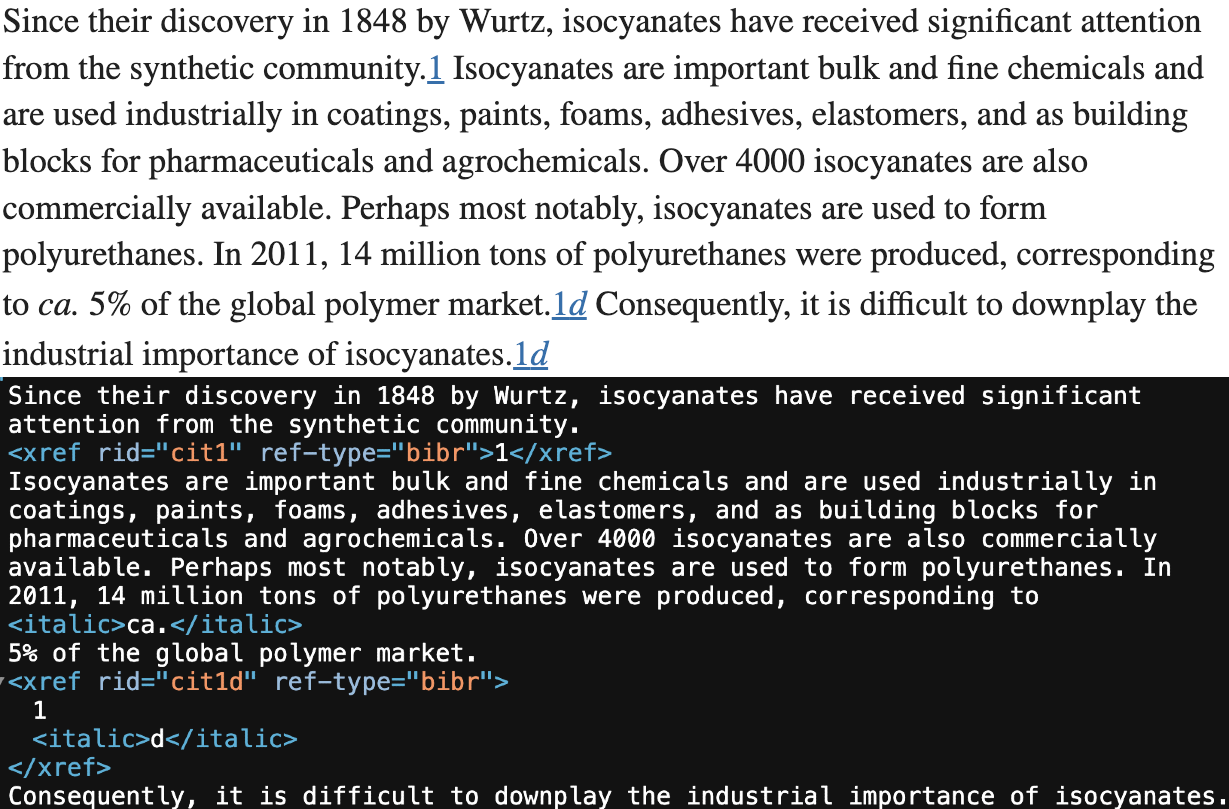 Since their discovery in 1848 by Wurtz, isocyanates have received significant attention
from the synthetic community.1 Isocyanates are important bulk and fine chemicals and
are used industrially in coatings, paints, foams, adhesives, elastomers, and as building
blocks for pharmaceuticals and agrochemicals. Over 4000 isocyanates are also
commercially available. Perhaps most notably, isocyanates are used to form
polyurethanes. In 2011, 14 million tons of polyurethanes were produced, corresponding
to ca. 5% of the global polymer market.1d Consequently, it is difficult to downplay the
industrial importance of isocyanates.1d
Since their discovery in 1848 by Wurtz, isocyanates have received significant
attention from the synthetic community.
<xref rid="cit1" ref-type="bibr">1</xref>
Isocyanates are important bulk and fine chemicals and are used industrially in
coatings, paints, foams, adhesives, elastomers, and as building blocks for
pharmaceuticals and agrochemicals. Over 4000 isocyanates are also commercially
available. Perhaps most notably, isocyanates are used to form polyurethanes. In
2011, 14 million tons of polyurethanes were produced, corresponding to
<italic>ca.</italic>
5% of the global polymer market.
<xref rid="cit1d" ref-type="bibr">
1
<italic>d</italic>
</xref>
Consequently, it is difficult to downplay the industrial importance of isocyanates.